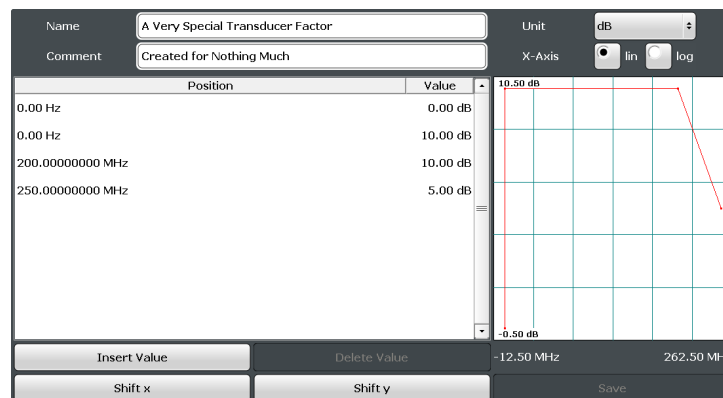 Name A Very Special Transducer Factor Unit dB
Comment Created for Nothing Much X-Axis lin log
Position Value 10.50 dB
0.00 Hz 0.00 dB
0.00 Hz 10.00 dB
200.00000000 MHz 10.00 dB
250.00000000 MHz 5.00 dB
-0.50 dB
Insert Value Delete Value -12.50 MHz 262.50 MH
Shift x Shift y Save